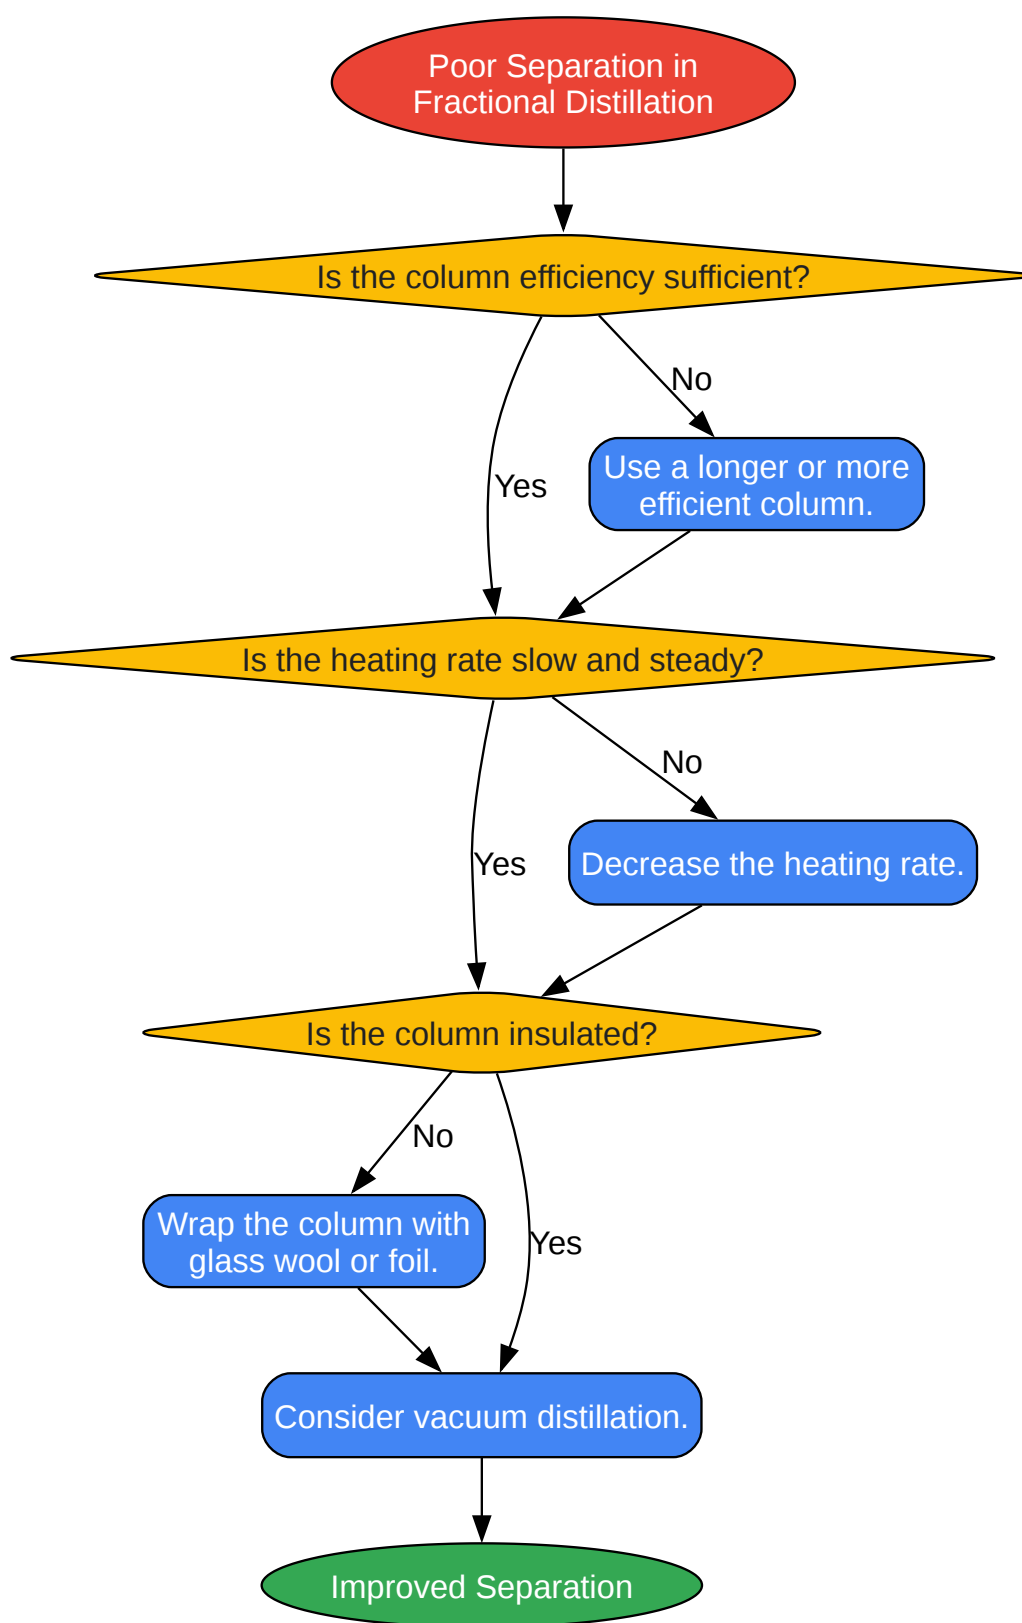 Poor Separation in
Fractional Distillation
Is the column efficiency sufficient?
No
Use a longer or more
efficient column.
Yes
Is the heating rate slow and steady?
No
Yes
Decrease the heating rate.
Is the column insulated?
No
Wrap the column with
glass wool or foil.
Yes
Consider vacuum distillation.
Improved Separation